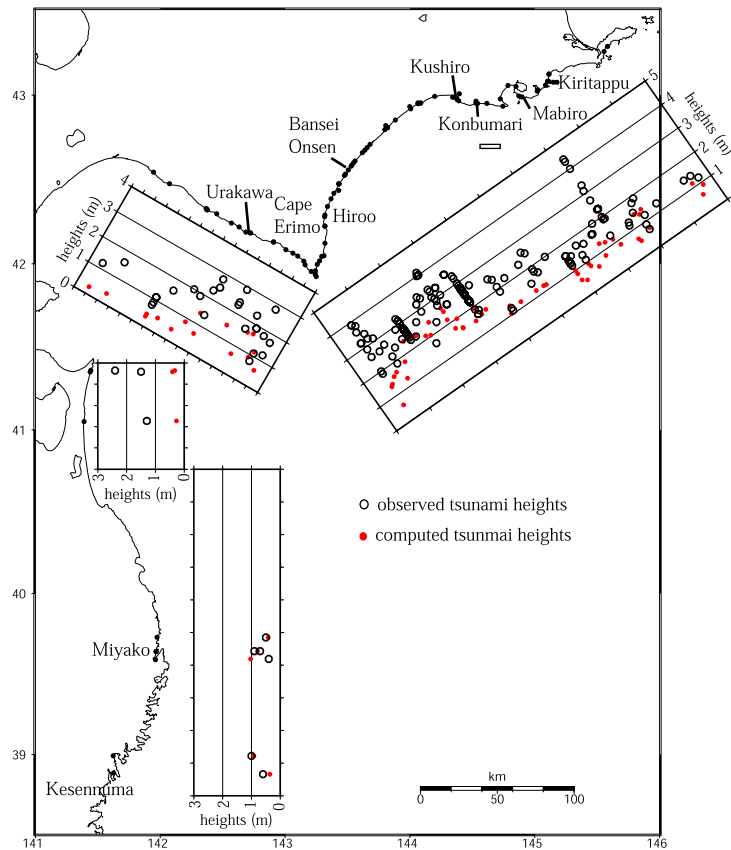 43
42
41
40
39
141
142
143
144
145
146
Kushiro
Kiritappu
Konbumari
Mabiro
Bansei
Onsen
Urakawa
Cape
Erimo
Hiroo
heights (m)
5
4
3
2
1
heights (m)
4
3
2
1
0
3
2
1
0
heights (m)
observed tsunami heights
computed tsunmai heights
Miyako
Kesennuma
3
2
1
0
heights (m)
km
0
50
100